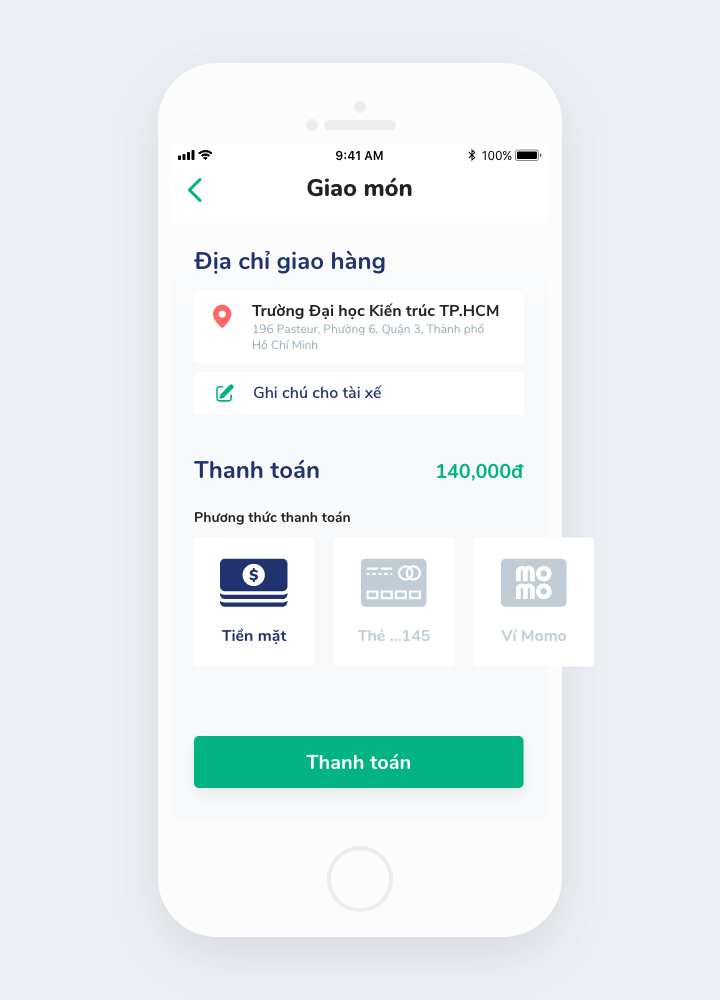 9:41 AM
100%
Giao món
Địa chỉ giao hàng
Trường Đại học Kiến trúc TP.HCM
196 Pasteur, Phường 6, Quận 3, Thành phố
Hồ Chí Minh
Ghi chú cho tài xế
Thanh toán
140,000đ
Phương thức thanh toán
$
mo
mo
Tiền mặt
Thẻ ...145
Ví Momo
Thanh toán